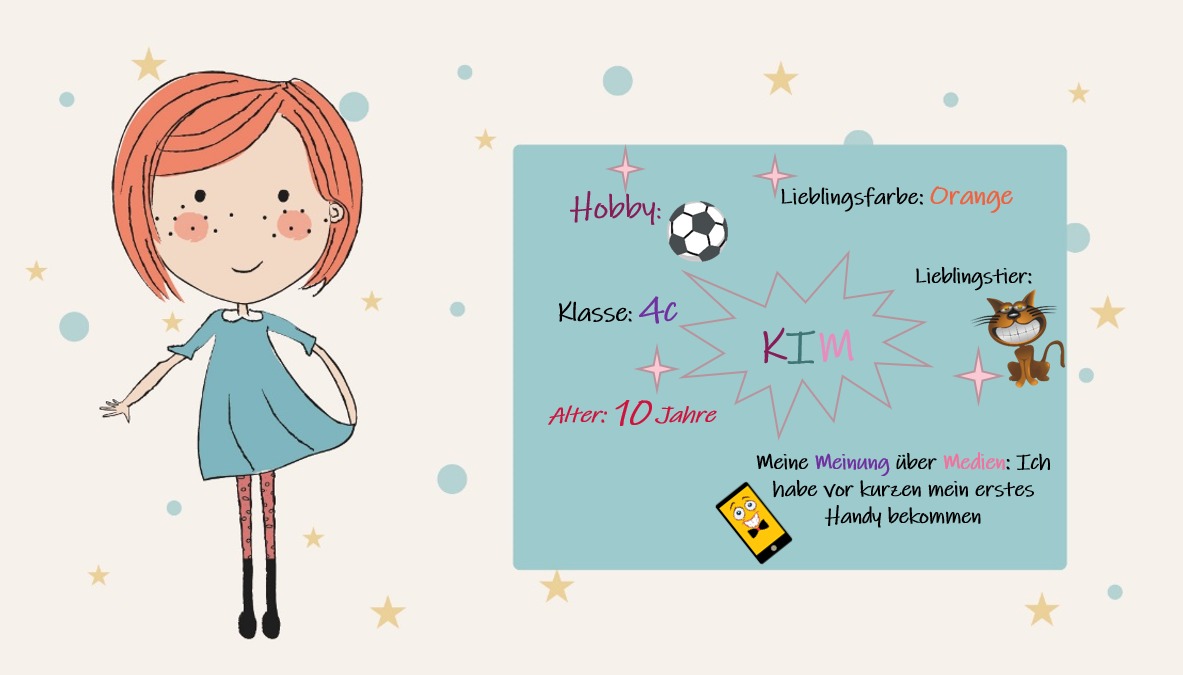 Hobby:
Lieblingsfarbe: Orange
Lieblingstier:
Klasse: 4c
KIM
Alter: 10 Jahre
Meine Meinung über Medien: Ich
habe vor kurzen mein erstes
Handy bekommen